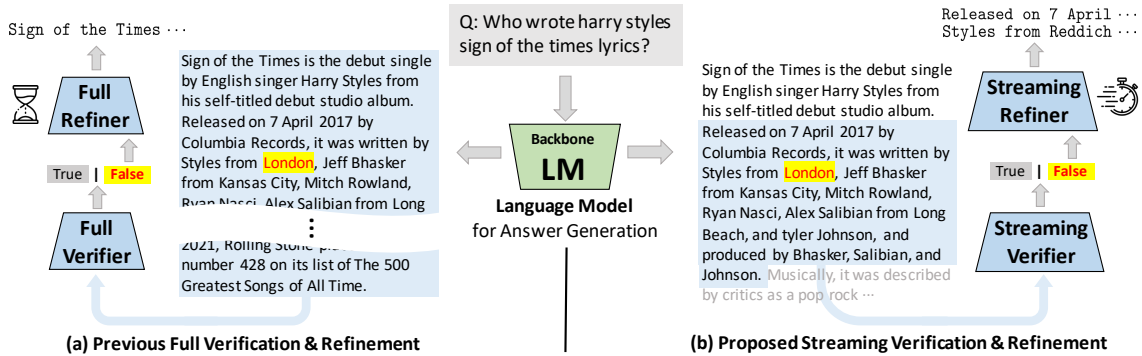 Sign of the Times ...
Full
Refiner
True | False
Full
Verifier
Sign of the Times is the debut single
by English singer Harry Styles from
his self-titled debut studio album.
Released on 7 April 2017 by
Columbia Records, it was written by
Styles from London, Jeff Bhasker
from Kansas City, Mitch Rowland,
Ryan Nasci, Alex Salibian from Long
⋮
2021, Rolling Stone
number 428 on its list of The 500
Greatest Songs of All Time.
(a) Previous Full Verification & Refinement
Q: Who wrote harry styles
sign of the times lyrics?
Backbone
LM
Language Model
for Answer Generation
Sign of the Times is the debut single
by English singer Harry Styles from
his self-titled debut studio album.
Released on 7 April 2017 by
Columbia Records, it was written by
Styles from London, Jeff Bhasker
from Kansas City, Mitch Rowland,
Ryan Nasci, Alex Salibian from Long
Beach, and tyler Johnson, and
produced by Bhasker, Salibian, and
Johnson. Musically, it was described
by critics as a pop rock ...
Released on 7 April ...
Styles from Reddich ...
Streaming
Refiner
True | False
Streaming
Verifier
(b) Proposed Streaming Verification & Refinement